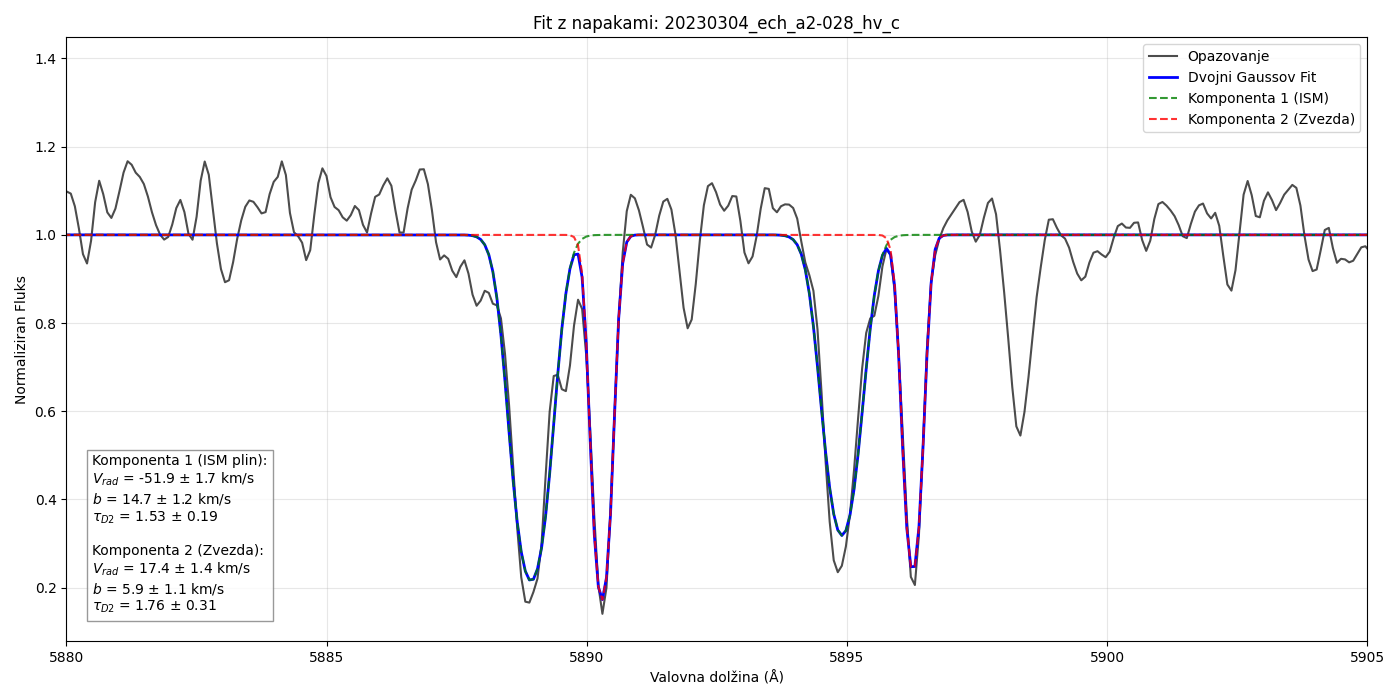 Fit z napakami: 20230304_ech_a2-028_hv_c
Normaliziran Fluks
1.4
1.2
1.0
0.8
0.6
0.4
0.2
Opazovanje
Dvojni Gaussov Fit
Komponenta 1 (ISM)
Komponenta 2 (Zvezda)
Komponenta 1 (ISM plin):
V_rad = -51.9 ± 1.7 km/s
b = 14.7 ± 1.2 km/s
τ_D2 = 1.53 ± 0.19
Komponenta 2 (Zvezda):
V_rad = 17.4 ± 1.4 km/s
b = 5.9 ± 1.1 km/s
τ_D2 = 1.76 ± 0.31
5880
5885
5890
5895
5900
5905
Valovna dolžina (Å)